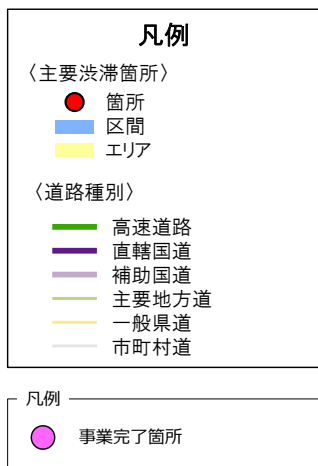 凡例
〈主要渋滞箇所〉
箇所
区間
エリア
〈道路種別〉
高速道路
直轄国道
補助国道
主要地方道
一般県道
市町村道
凡例
事業完了箇所